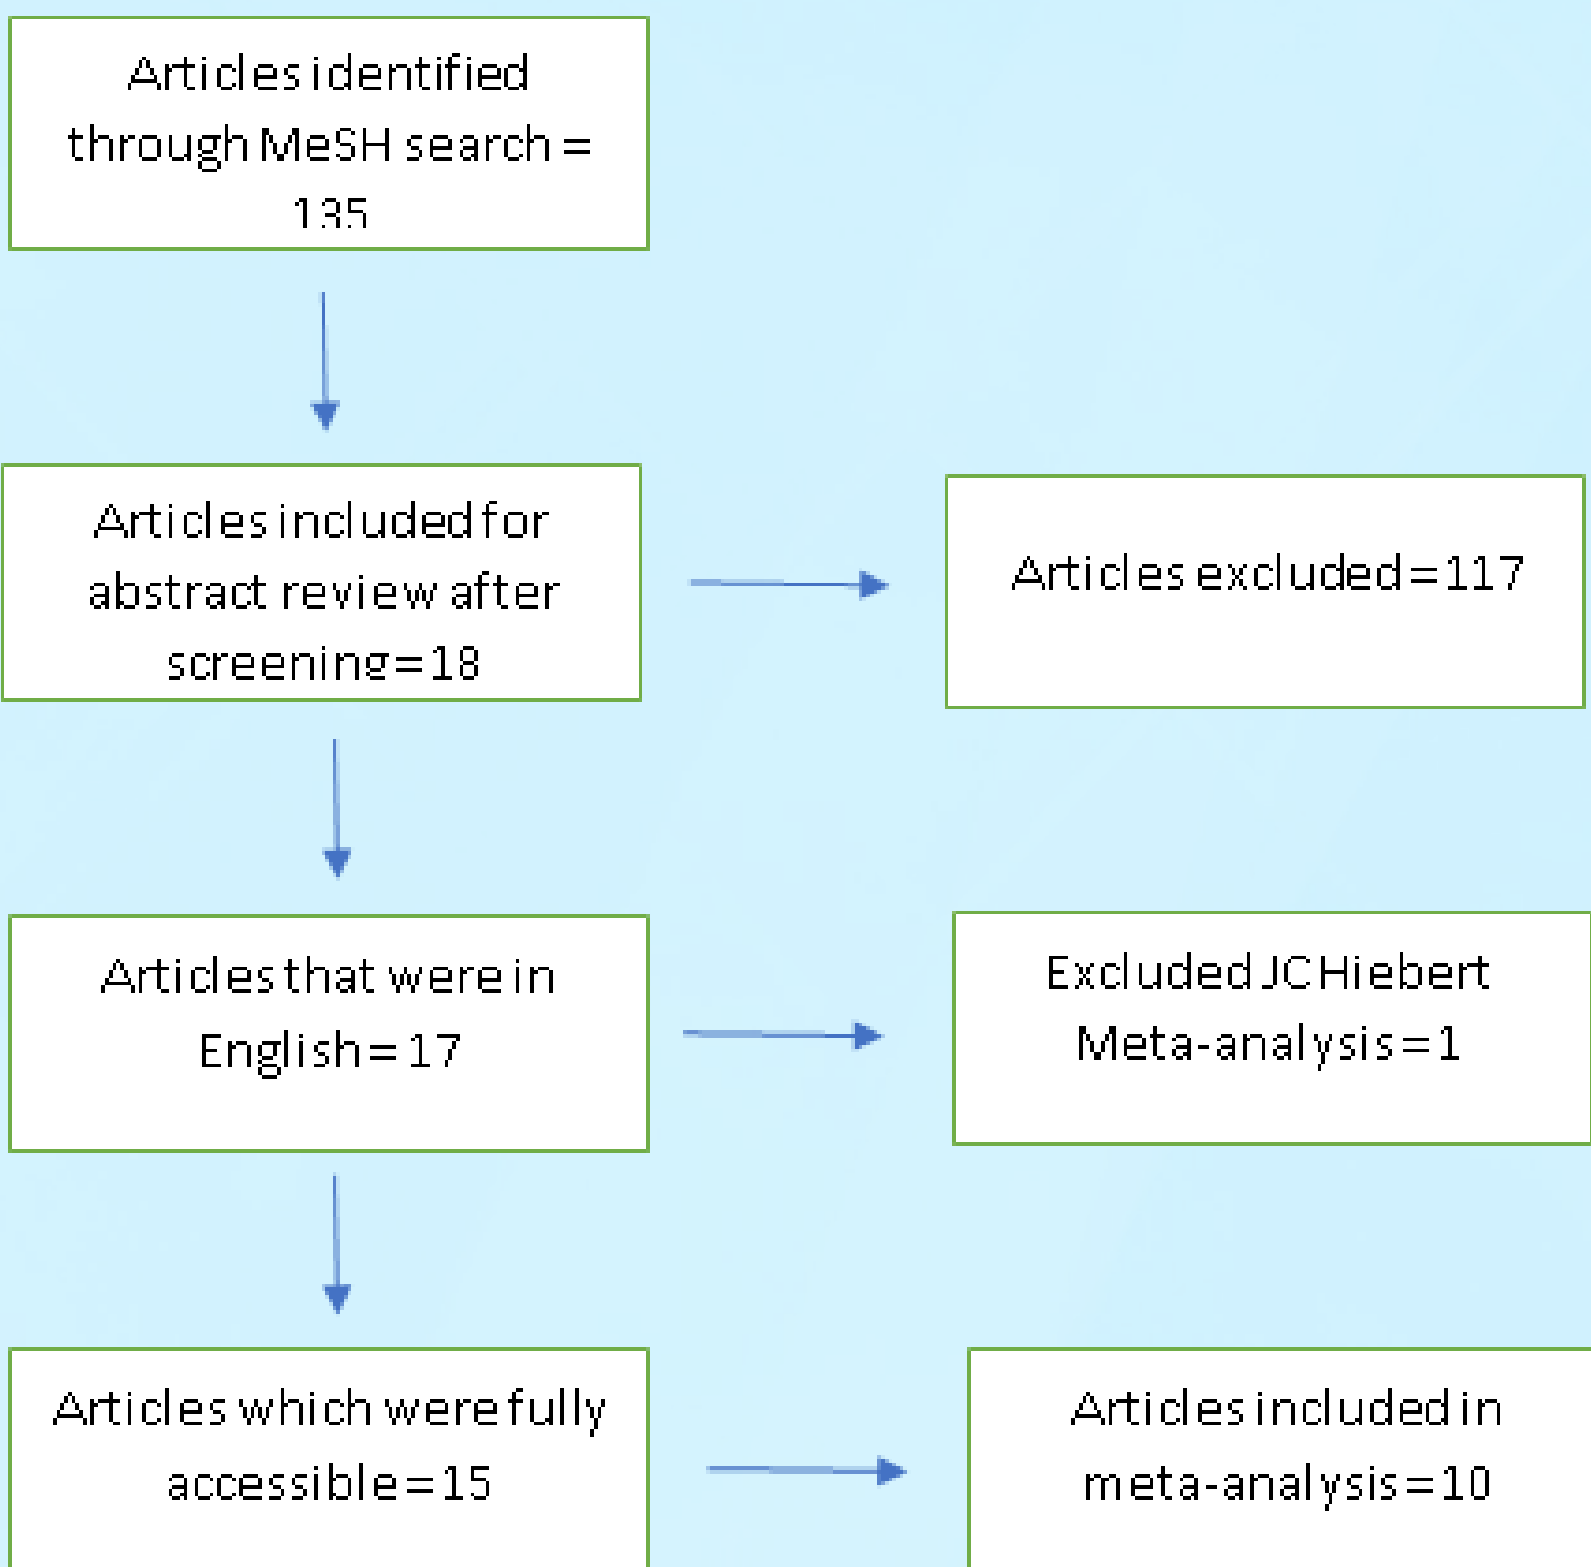 Articles identified
through MeSH search =
135
Articles included for
abstract review after
screening = 18
Articles excluded = 117
Articles that were in
English = 17
Excluded JC Hiebert
Meta-analysis = 1
Articles which were fully
accessible = 15
Articles included in
meta-analysis = 10